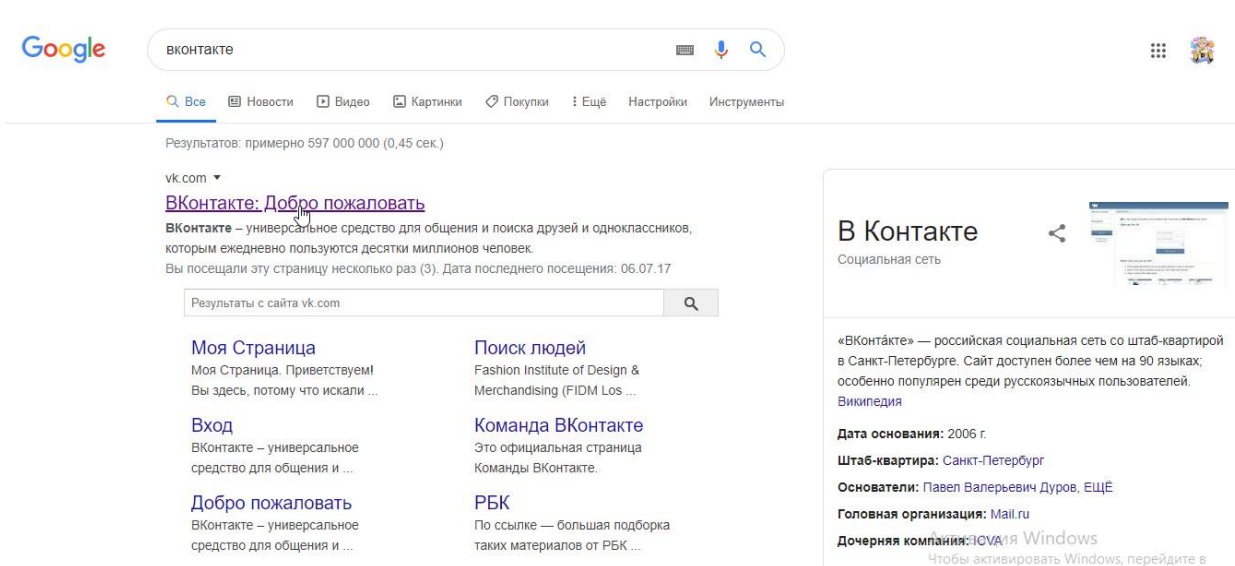 Google
вконтакте
Все Новости Видео Картинки Покупки Ещё Настройки Инструменты
Результатов: примерно 597 000 000 (0,45 сек.)
vk.com
ВКонтакте: Добро пожаловать
ВКонтакте – универсальное средство для общения и поиска друзей и одноклассников,
которым ежедневно пользуются десятки миллионов человек.
Вы посещали эту страницу несколько раз (3). Дата последнего посещения: 06.07.17
Результаты с сайта vk.com
Моя Страница
Моя Страница. Приветствуем!
Вы здесь, потому что искали ...
Поиск людей
Fashion Institute of Design &
Merchandising (FIDM Los ...
Вход
ВКонтакте – универсальное
средство для общения и ...
Команда ВКонтакте
Это официальная страница
Команды ВКонтакте.
Добро пожаловать
ВКонтакте – универсальное
средство для общения и ...
РБК
По ссылке — большая подборка
таких материалов от РБК ...
В Контакте
Социальная сеть
«ВКонта́кте» — российская социальная сеть со штаб-квартирой
в Санкт-Петербурге. Сайт доступен более чем на 90 языках;
особенно популярен среди русскоязычных пользователей.
Википедия
Дата основания: 2006 г.
Штаб-квартира: Санкт-Петербург
Основатели: Павел Валерьевич Дуров, ЕЩЁ
Головная организация: Mail.ru
Дочерняя компания: IOVA
Активация Windows
Чтобы активировать Windows, перейдите в